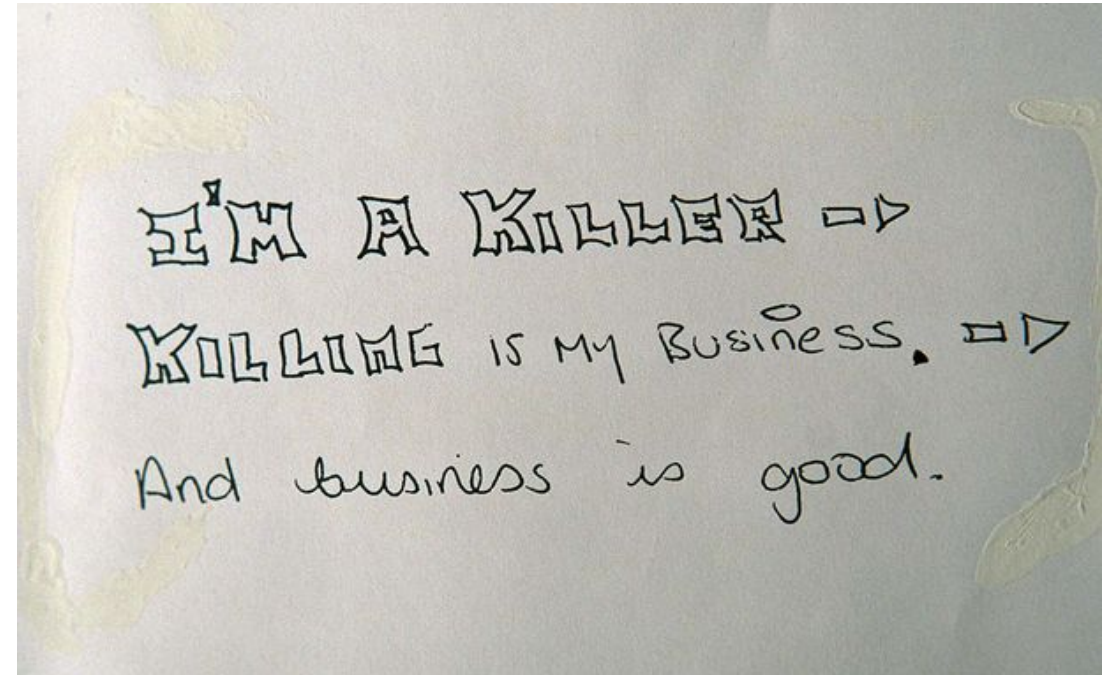 I'M A KiLLER →
KiLLiNG is My Business. →
And business is good.